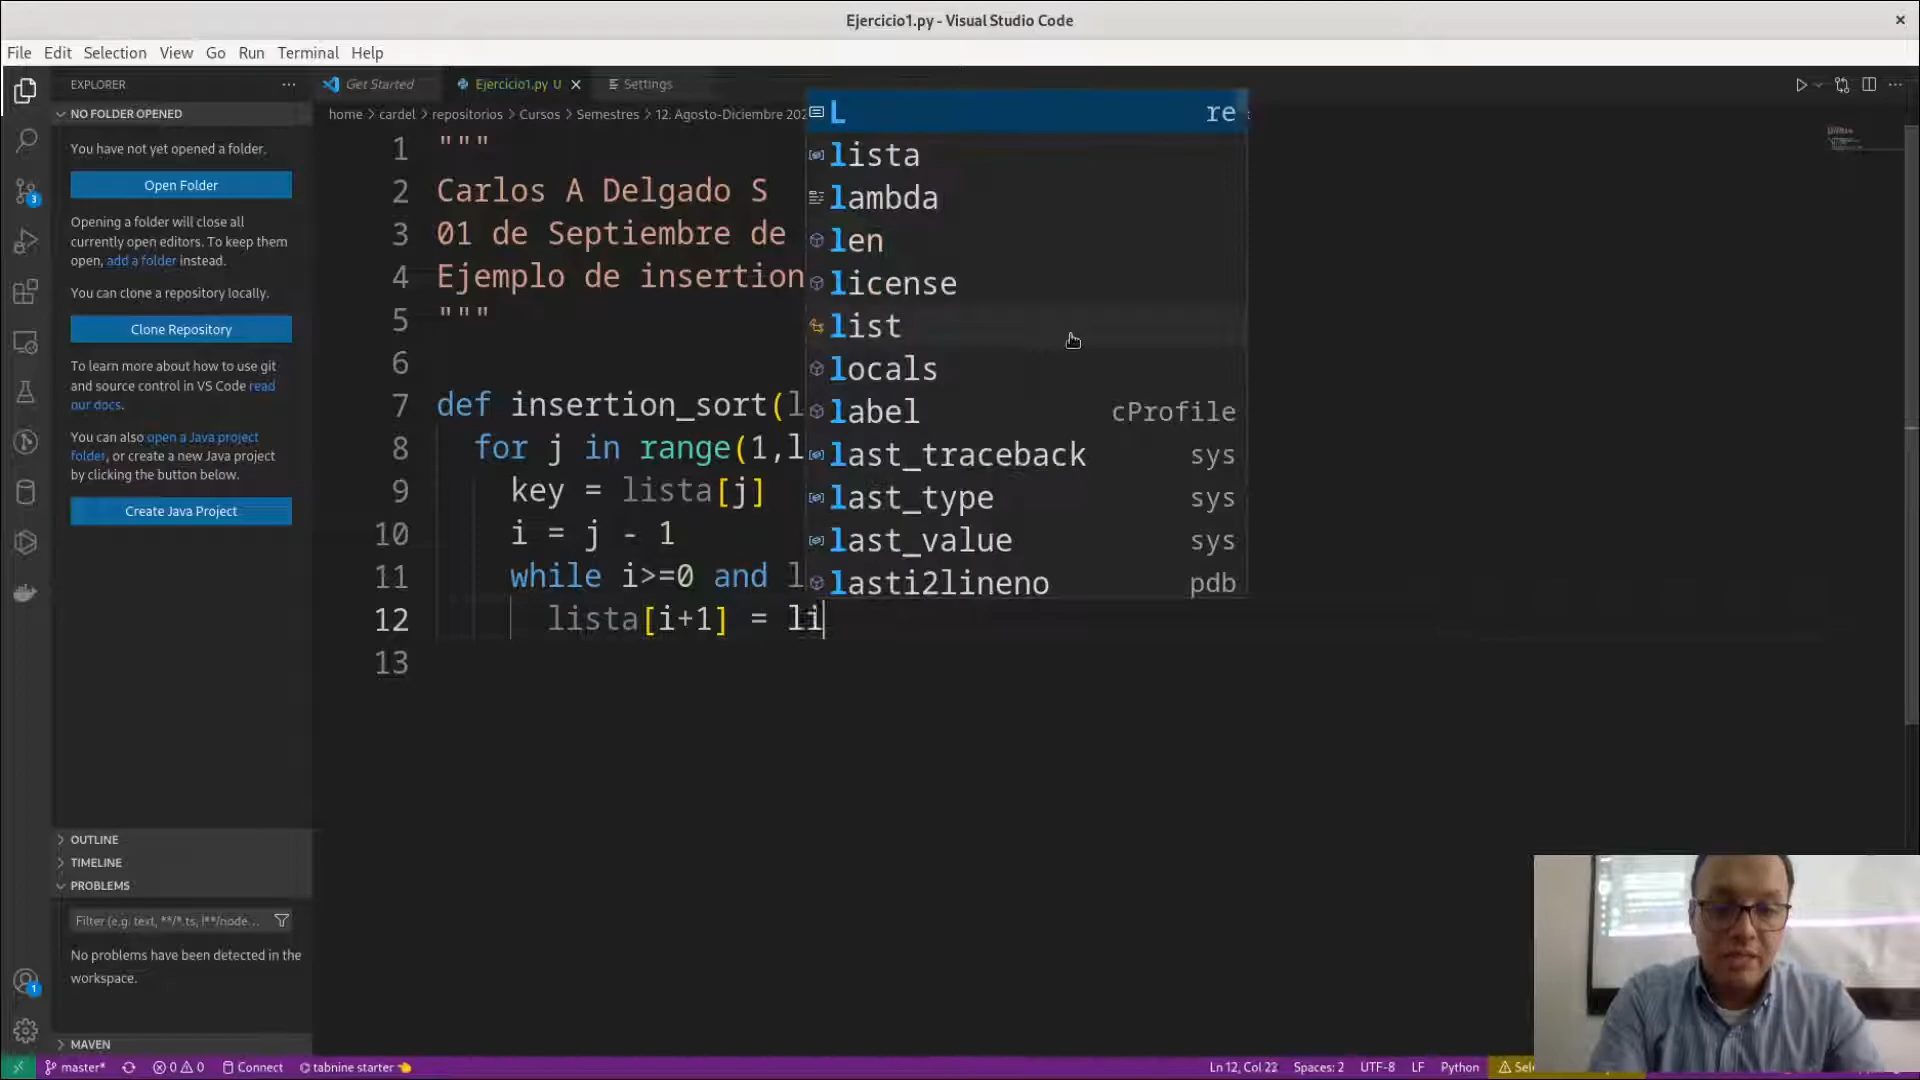 Ejercicio1.py - Visual Studio Code
File Edit Selection View Go Run Terminal Help
EXPLORER
Get Started
Ejercicio1.py U
Settings
NO FOLDER OPENED
home > cardel > repositorios > Cursos > Semestres > 12. Agosto-Diciembre 202
You have not yet opened a folder.
Open Folder
Opening a folder will close all
currently open editors. To keep them
open, add a folder instead.
You can clone a repository locally.
Clone Repository
To learn more about how to use git
and source control in VS Code read
our docs.
You can also open a Java project
folder, or create a new Java project
by clicking the button below.
Create Java Project
OUTLINE
TIMELINE
PROBLEMS
Filter (e.g. text, **/*.ts, !**/node...
No problems have been detected in the
workspace.
MAVEN
3
1
1 """
2 Carlos A Delgado S
3 01 de Septiembre de
4 Ejemplo de insertion
5 """
6
7 def insertion_sort(l
8 for j in range(1,l
9 key = lista[j]
10 i = j - 1
11 while i>=0 and l
12 lista[i+1] = li
13
L re
lista
lambda
len
license
list
locals
label cProfile
last_traceback sys
last_type sys
last_value sys
lasti2lineno pdb
master* 0 0 Connect tabnine starter
Ln 12, Col 22 Spaces: 2 UTF-8 LF Python